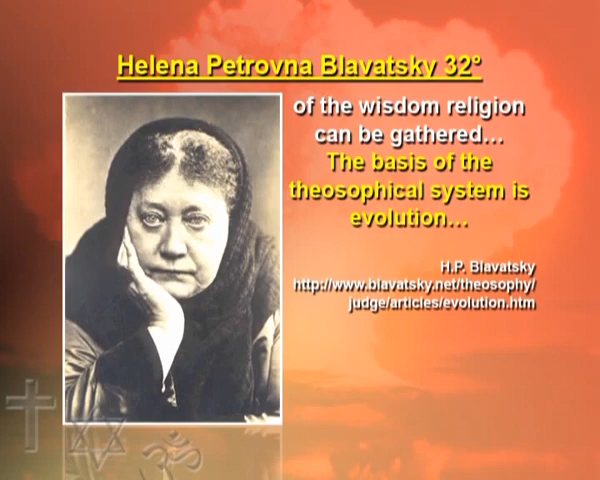 Helena Petrovna Blavatsky 32°
of the wisdom religion
can be gathered…
The basis of the
theosophical system is
evolution…
H.P. Blavatsky
http://www.blavatsky.net/theosophy/
judge/articles/evolution.htm
ॐ